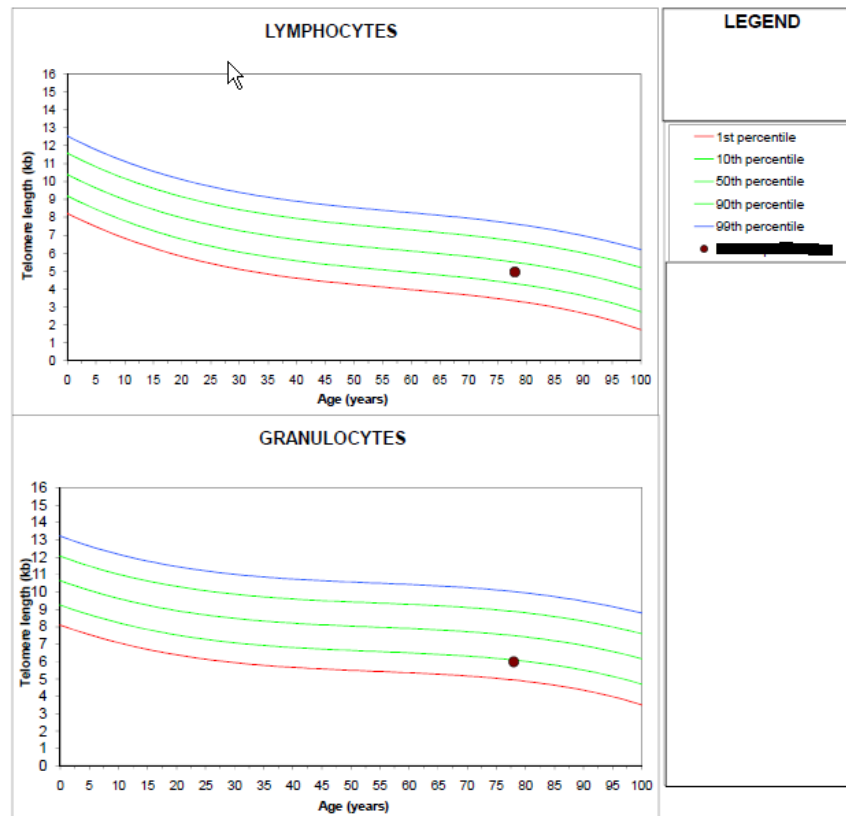 LYMPHOCYTES
16
15
14
13
12
11
10
9
8
7
6
5
4
3
2
1
0
Telomere length (kb)
0 5 10 15 20 25 30 35 40 45 50 55 60 65 70 75 80 85 90 95 100
Age (years)
LEGEND
1st percentile
10th percentile
50th percentile
90th percentile
99th percentile
GRANULOCYTES
16
15
14
13
12
11
10
9
8
7
6
5
4
3
2
1
0
Telomere length (kb)
0 5 10 15 20 25 30 35 40 45 50 55 60 65 70 75 80 85 90 95 100
Age (years)